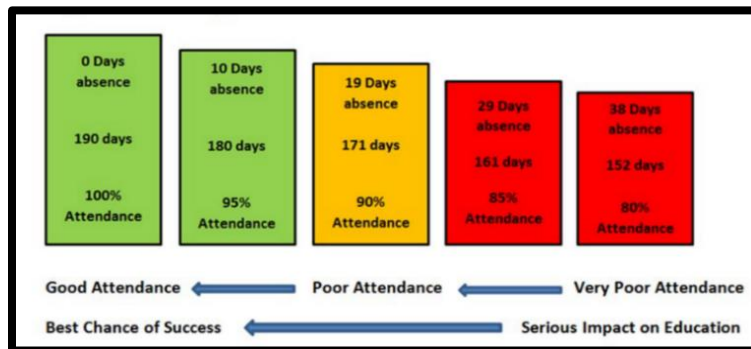 0 Days
absence
190 days
100%
Attendance
10 Days
absence
180 days
95%
Attendance
19 Days
absence
171 days
90%
Attendance
29 Days
absence
161 days
85%
Attendance
38 Days
absence
152 days
80%
Attendance
Good Attendance Poor Attendance Very Poor Attendance
Best Chance of Success Serious Impact on Education